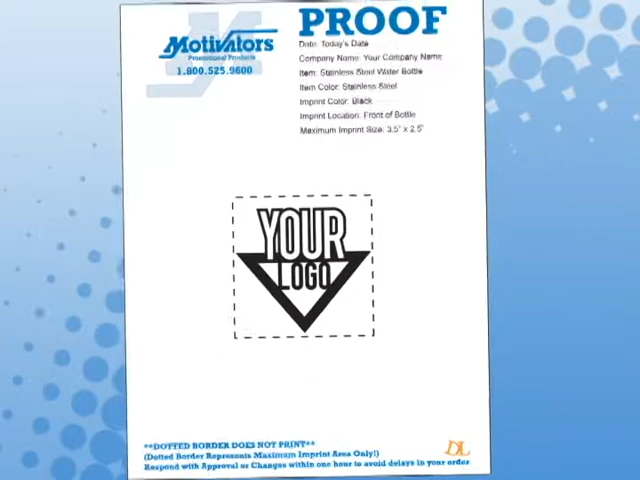 PROOF
Motivators
Promotional Products
1.800.525.9600
Date: Today's Date
Company Name: Your Company Name
Item: Stainless Steel Water Bottle
Item Color: Stainless Steel
Imprint Color: Black
Imprint Location: Front of Bottle
Maximum Imprint Size: 3.5" x 2.5"
YOUR
LOGO
**DOTTED BORDER DOES NOT PRINT**
(Dotted Border Represents Maximum Imprint Area Only!)
Respond with Approval or Changes within one hour to avoid delays in your order
DL